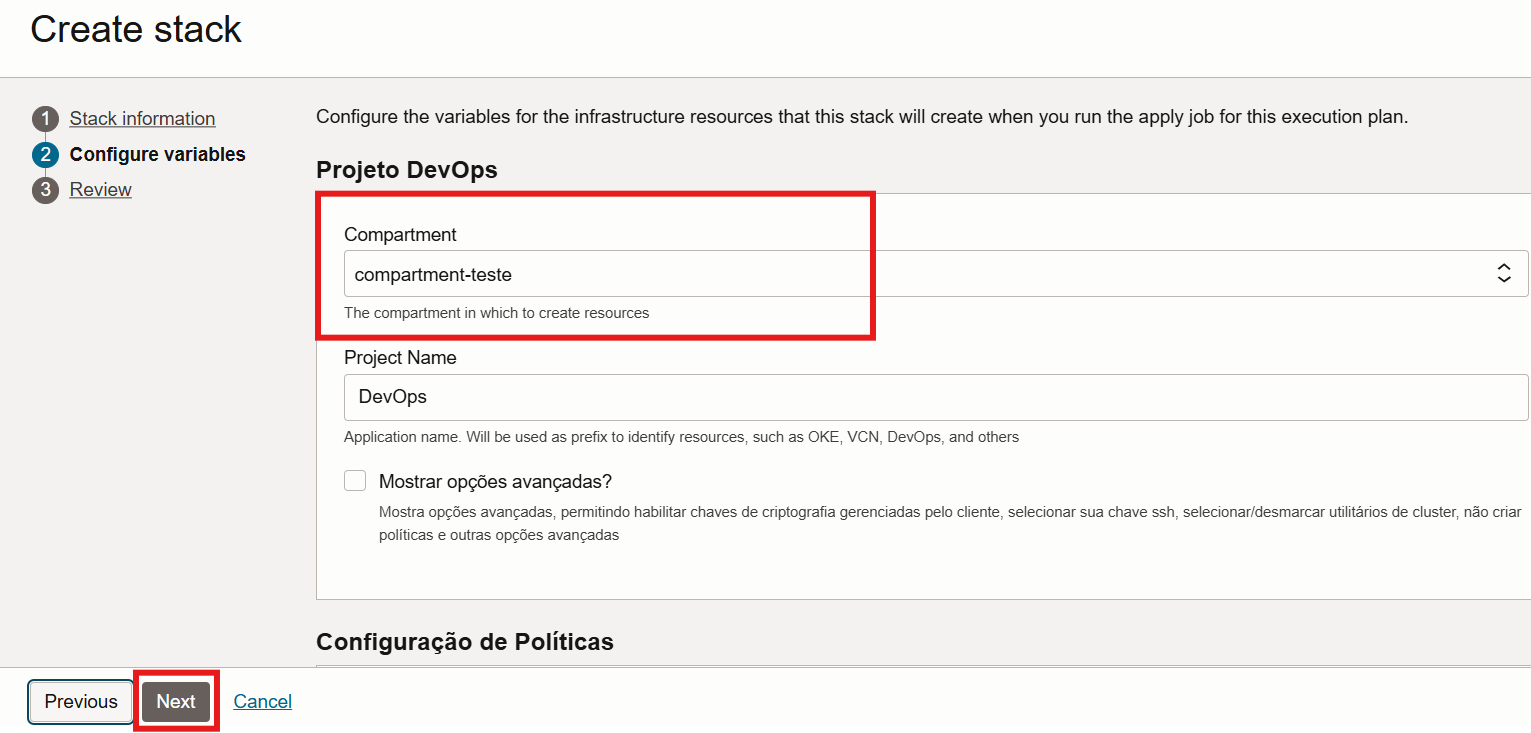 Create stack
1 Stack information
2 Configure variables
3 Review
Configure the variables for the infrastructure resources that this stack will create when you run the apply job for this execution plan.
Projeto DevOps
Compartment
compartment-teste
The compartment in which to create resources
Project Name
DevOps
Application name. Will be used as prefix to identify resources, such as OKE, VCN, DevOps, and others
Mostrar opções avançadas?
Mostra opções avançadas, permitindo habilitar chaves de criptografia gerenciadas pelo cliente, selecionar sua chave ssh, selecionar/desmarcar utilitários de cluster, não criar
políticas e outras opções avançadas
Configuração de Políticas
Previous Next Cancel